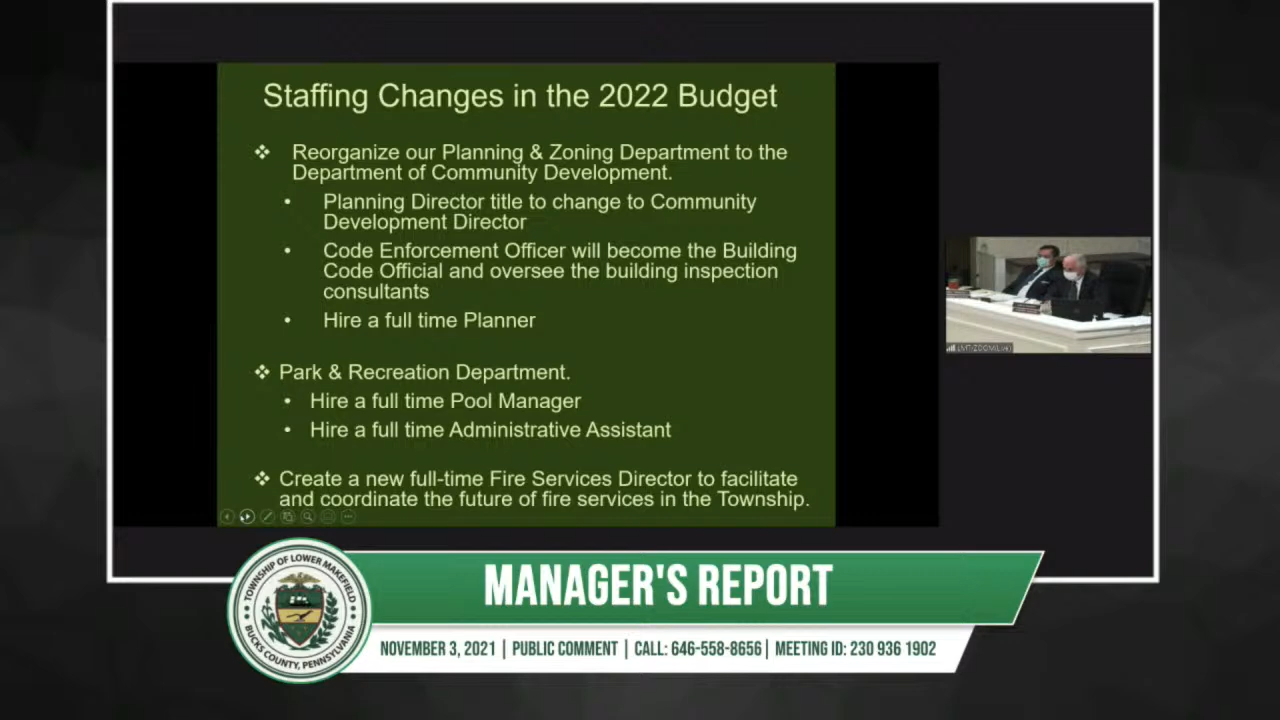 Staffing Changes in the 2022 Budget
❖ Reorganize our Planning & Zoning Department to the
Department of Community Development.
• Planning Director title to change to Community
Development Director
• Code Enforcement Officer will become the Building
Code Official and oversee the building inspection
consultants
• Hire a full time Planner
❖ Park & Recreation Department.
• Hire a full time Pool Manager
• Hire a full time Administrative Assistant
❖ Create a new full-time Fire Services Director to facilitate
and coordinate the future of fire services in the Township.
TOWNSHIP OF LOWER MAKEFIELD
BUCKS COUNTY, PENNSYLVANIA
MANAGER'S REPORT
NOVEMBER 3, 2021 | PUBLIC COMMENT | CALL: 646-558-8656 | MEETING ID: 230 936 1902